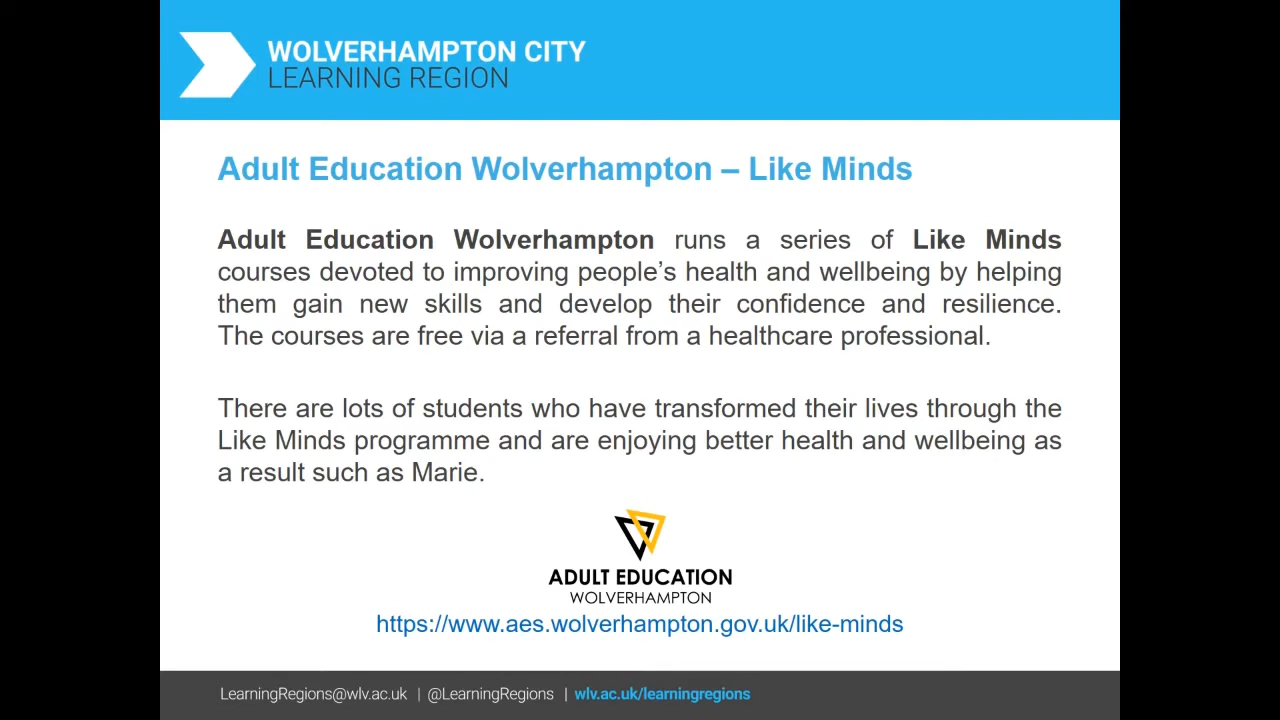 WOLVERHAMPTON CITY
LEARNING REGION
Adult Education Wolverhampton – Like Minds
Adult Education Wolverhampton runs a series of Like Minds
courses devoted to improving people’s health and wellbeing by helping
them gain new skills and develop their confidence and resilience.
The courses are free via a referral from a healthcare professional.
There are lots of students who have transformed their lives through the
Like Minds programme and are enjoying better health and wellbeing as
a result such as Marie.
ADULT EDUCATION
WOLVERHAMPTON
https://www.aes.wolverhampton.gov.uk/like-minds
LearningRegions@wlv.ac.uk | @LearningRegions | wlv.ac.uk/learningregions